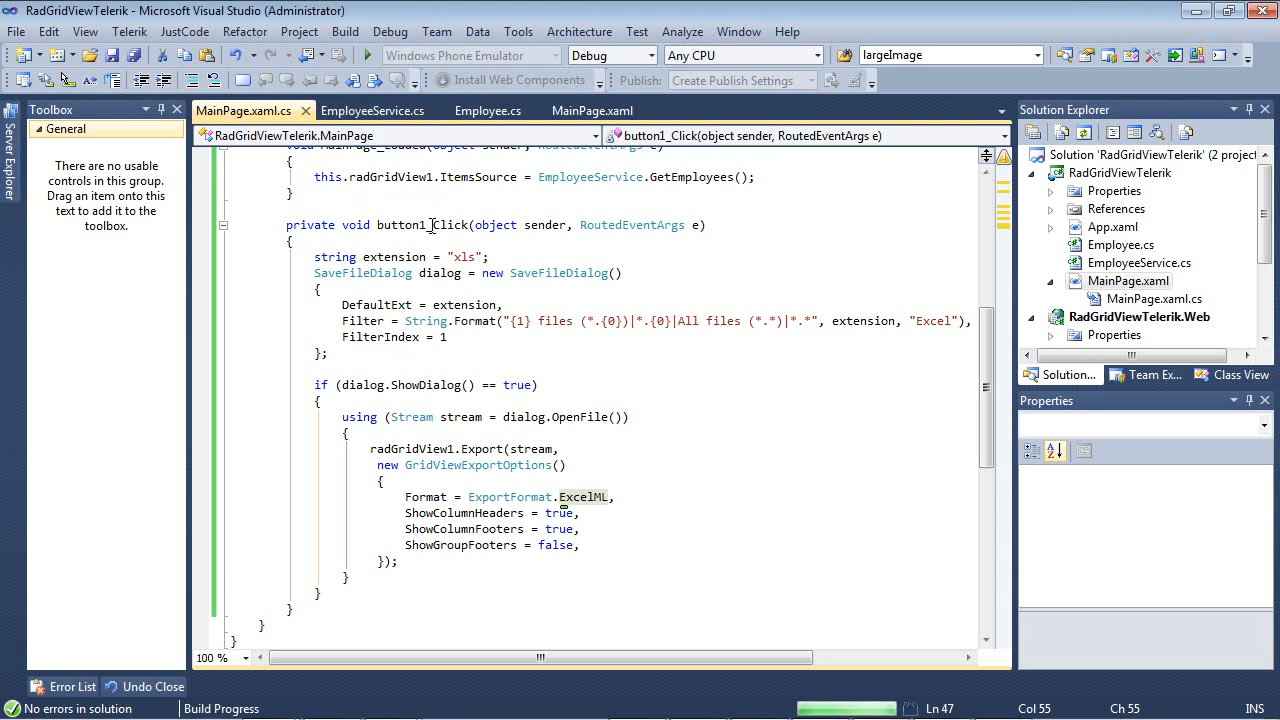 RadGridViewTelerik - Microsoft Visual Studio (Administrator)
File Edit View Telerik JustCode Refactor Project Build Debug Team Data Tools Architecture Test Analyze Window Help
Windows Phone Emulator Debug Any CPU largeImage
Install Web Components Publish: Create Publish Settings
Server Explorer
Toolbox
General
There are no usable
controls in this group.
Drag an item onto this
text to add it to the
toolbox.
MainPage.xaml.cs EmployeeService.cs Employee.cs MainPage.xaml
RadGridViewTelerik.MainPage button1_Click(object sender, RoutedEventArgs e)
void MainPage_Loaded(object sender, RoutedEventArgs e)
{
this.radGridView1.ItemsSource = EmployeeService.GetEmployees();
}
private void button1_Click(object sender, RoutedEventArgs e)
{
string extension = "xls";
SaveFileDialog dialog = new SaveFileDialog()
{
DefaultExt = extension,
Filter = String.Format("{1} files (*.{0})|*.{0}|All files (*.*)|*.*", extension, "Excel"),
FilterIndex = 1
};
if (dialog.ShowDialog() == true)
{
using (Stream stream = dialog.OpenFile())
{
radGridView1.Export(stream,
new GridViewExportOptions()
{
Format = ExportFormat.ExcelML,
ShowColumnHeaders = true,
ShowColumnFooters = true,
ShowGroupFooters = false,
});
}
}
}
}
}
100 %
Solution Explorer
Solution 'RadGridViewTelerik' (2 project
RadGridViewTelerik
Properties
References
App.xaml
Employee.cs
EmployeeService.cs
MainPage.xaml
MainPage.xaml.cs
RadGridViewTelerik.Web
Properties
Solution... Team Ex... Class View
Properties
Error List Undo Close
No errors in solution Build Progress Ln 47 Col 55 Ch 55 INS